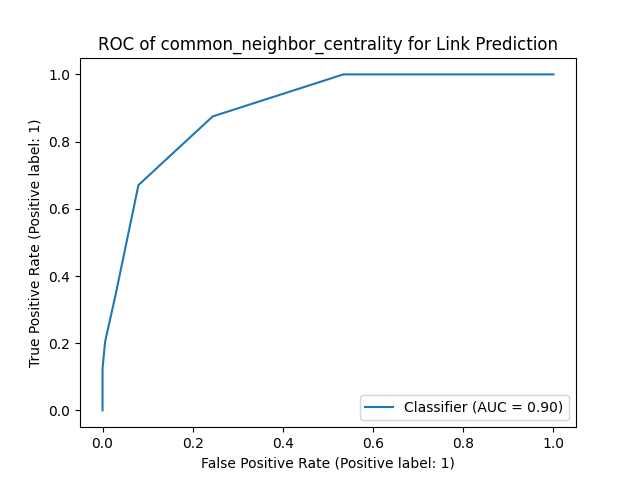 ROC of common_neighbor_centrality for Link Prediction
True Positive Rate (Positive label: 1)
1.0
0.8
0.6
0.4
0.2
0.0
Classifier (AUC = 0.90)
0.0 0.2 0.4 0.6 0.8 1.0
False Positive Rate (Positive label: 1)